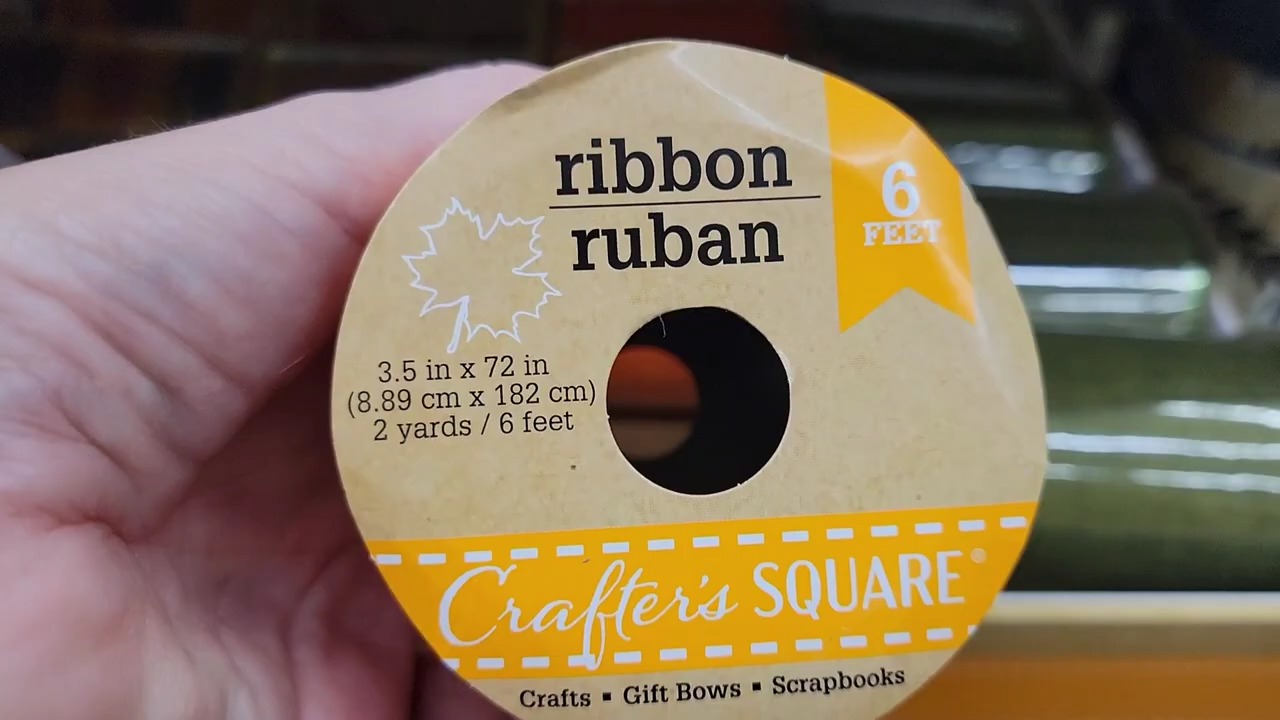 ribbon
ruban
6
FEET
3.5 in x 72 in
(8.89 cm x 182 cm)
2 yards / 6 feet
Crafter's SQUARE®
Crafts ▪ Gift Bows ▪ Scrapbooks